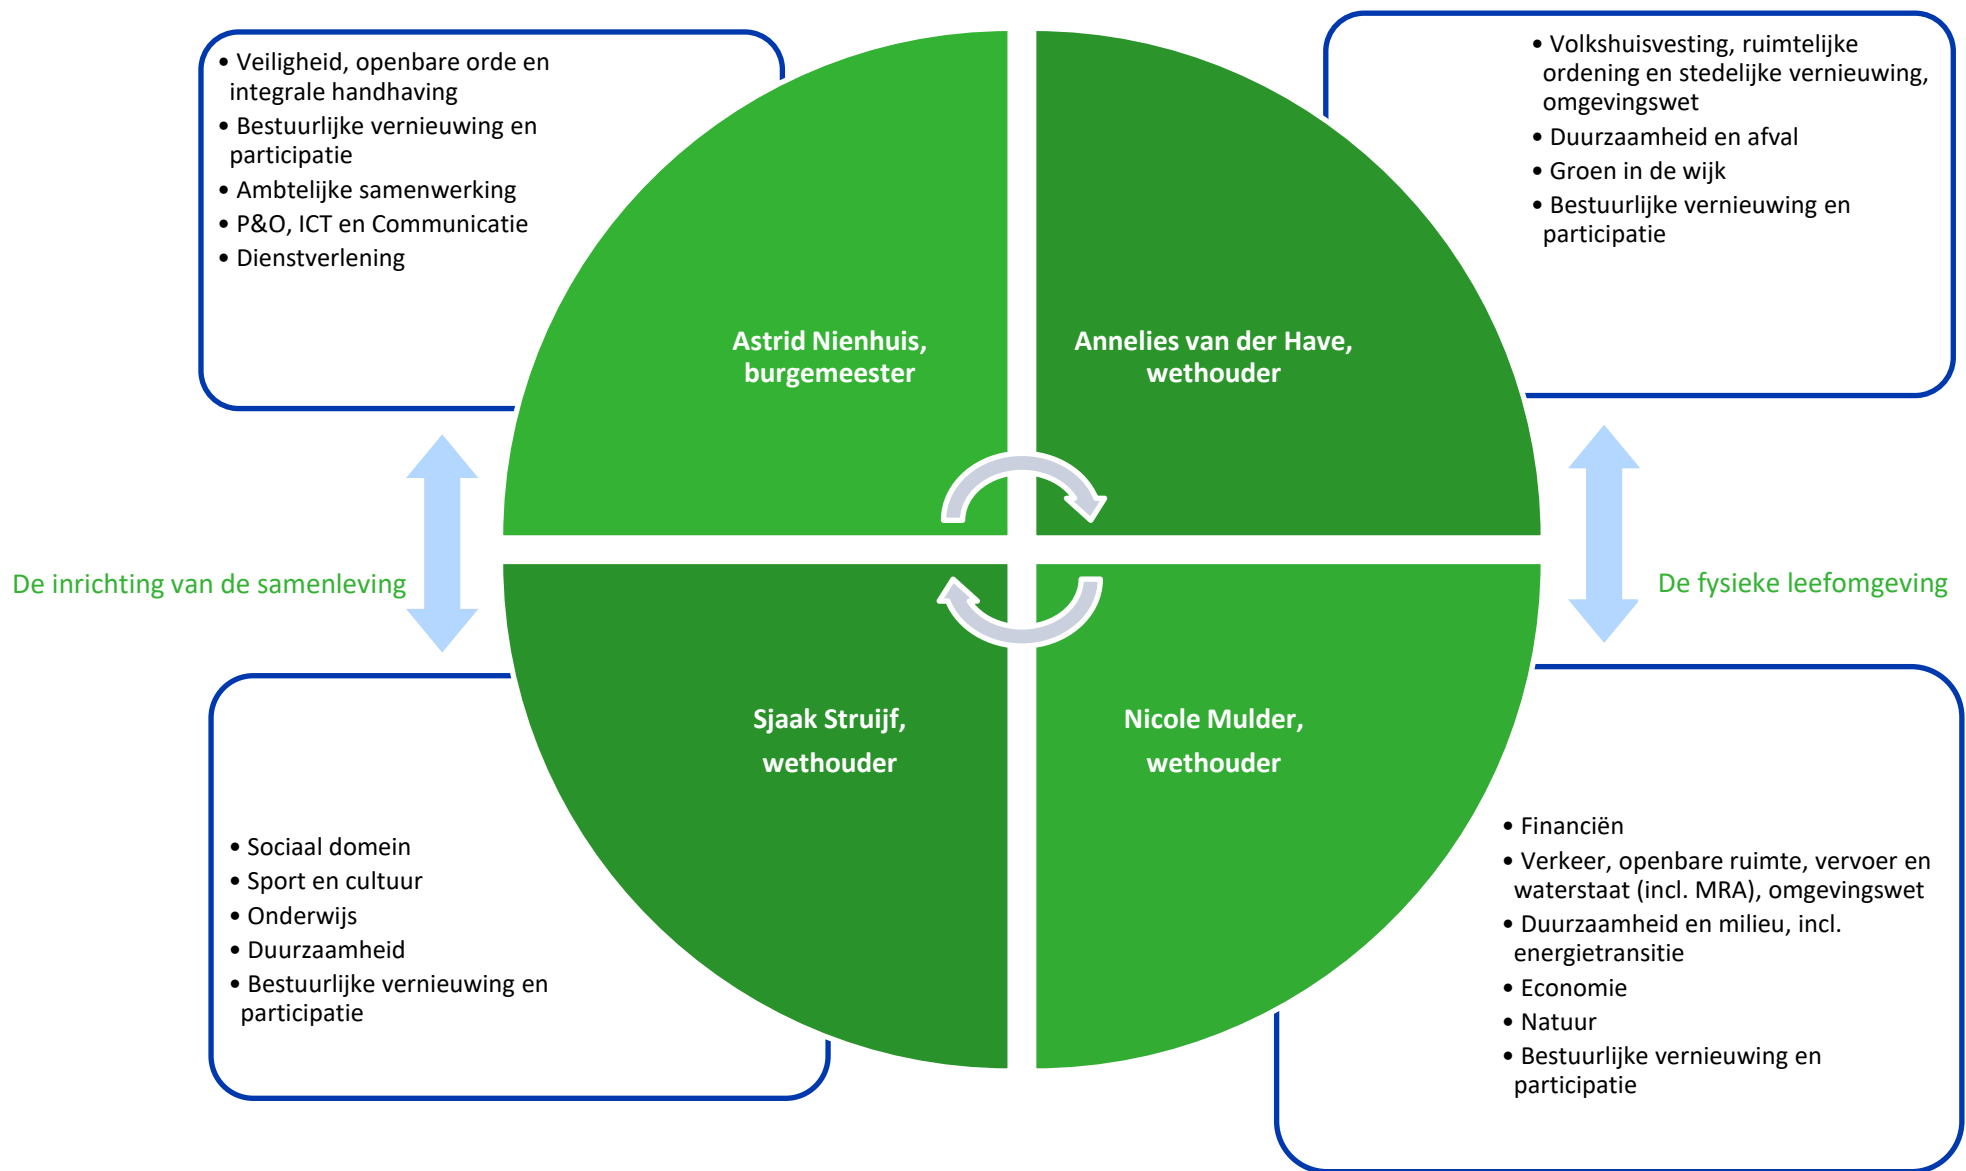 • Veiligheid, openbare orde en
integrale handhaving
• Bestuurlijke vernieuwing en
participatie
• Ambtelijke samenwerking
• P&O, ICT en Communicatie
• Dienstverlening
• Volkshuisvesting, ruimtelijke
ordening en stedelijke vernieuwing,
omgevingswet
• Duurzaamheid en afval
• Groen in de wijk
• Bestuurlijke vernieuwing en
participatie
Astrid Nienhuis,
burgemeester
Annelies van der Have,
wethouder
De inrichting van de samenleving
De fysieke leefomgeving
Sjaak Struijf,
wethouder
Nicole Mulder,
wethouder
• Sociaal domein
• Sport en cultuur
• Onderwijs
• Duurzaamheid
• Bestuurlijke vernieuwing en
participatie
• Financiën
• Verkeer, openbare ruimte, vervoer en
waterstaat (incl. MRA), omgevingswet
• Duurzaamheid en milieu, incl.
energietransitie
• Economie
• Natuur
• Bestuurlijke vernieuwing en
participatie